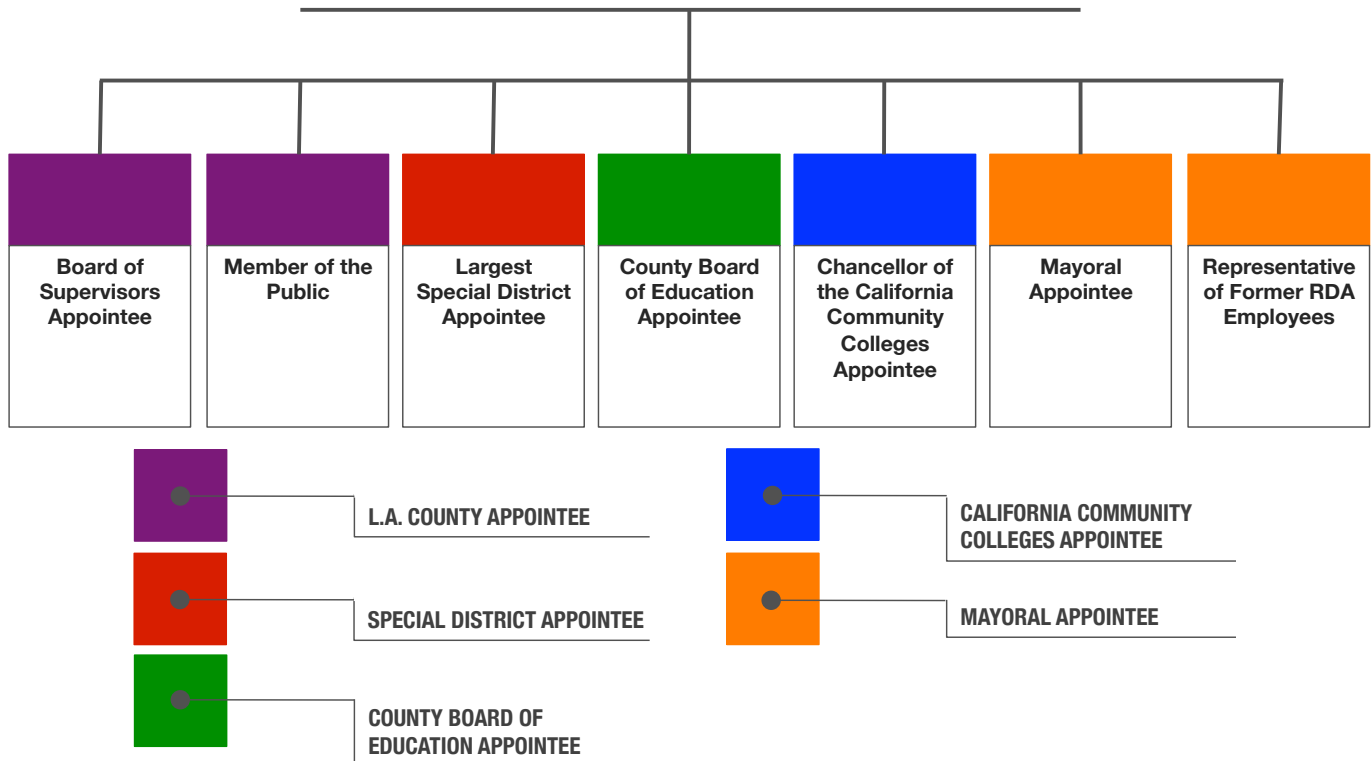 Board of
Supervisors
Appointee
Member of the
Public
Largest
Special District
Appointee
County Board
of Education
Appointee
Chancellor of
the California
Community
Colleges
Appointee
Mayoral
Appointee
Representative
of Former RDA
Employees
L.A. COUNTY APPOINTEE
SPECIAL DISTRICT APPOINTEE
COUNTY BOARD OF
EDUCATION APPOINTEE
CALIFORNIA COMMUNITY
COLLEGES APPOINTEE
MAYORAL APPOINTEE